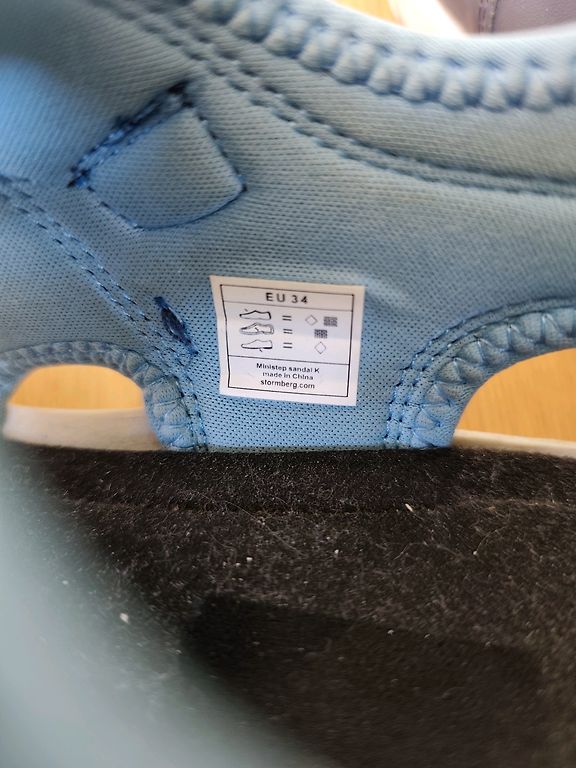 EU 34
=
=
=
Ministep sandal K
made in China
stormberg.com